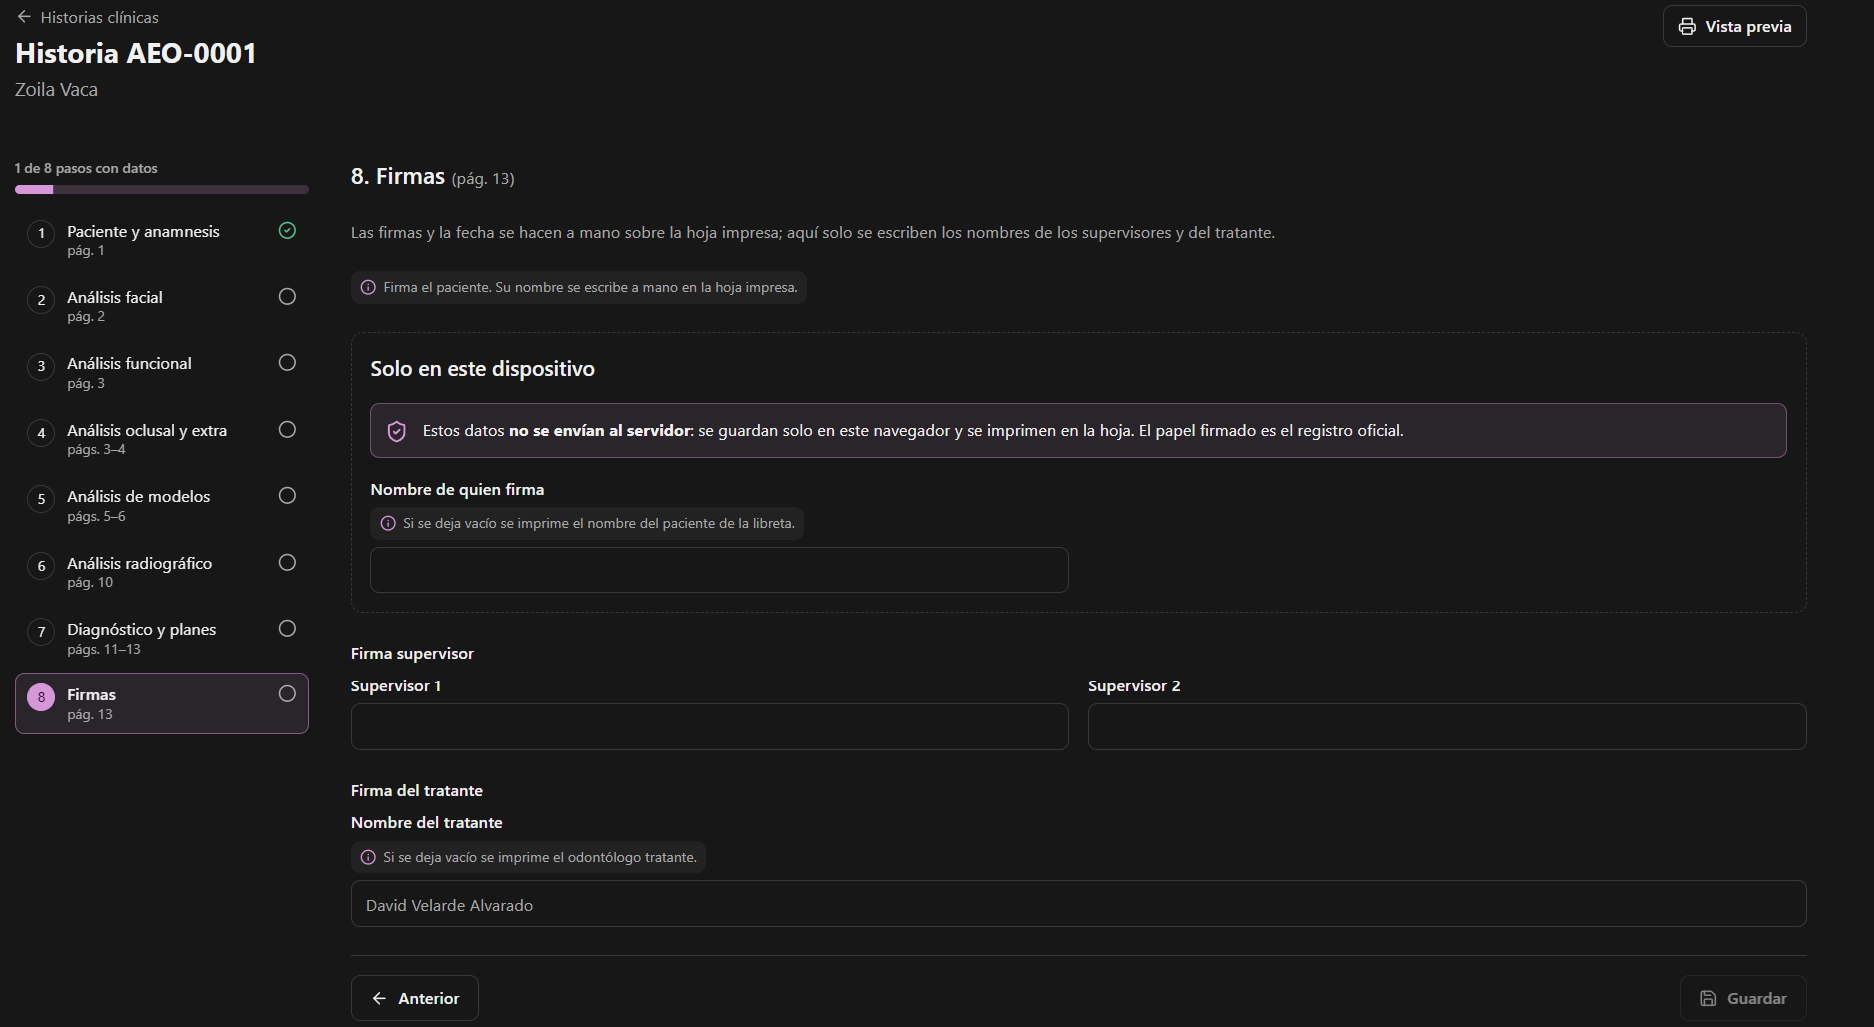 Historias clínicas
Historia AEO-0001
Zoila Vaca
Vista previa
1 de 8 pasos con datos
1
Paciente y anamnesis
pág. 1
2
Análisis facial
pág. 2
3
Análisis funcional
pág. 3
4
Análisis oclusal y extra
págs. 3–4
5
Análisis de modelos
págs. 5–6
6
Análisis radiográfico
pág. 10
7
Diagnóstico y planes
págs. 11–13
8
Firmas
pág. 13
8. Firmas (pág. 13)
Las firmas y la fecha se hacen a mano sobre la hoja impresa; aquí solo se escriben los nombres de los supervisores y del tratante.
Firma el paciente. Su nombre se escribe a mano en la hoja impresa.
Solo en este dispositivo
Estos datos no se envían al servidor: se guardan solo en este navegador y se imprimen en la hoja. El papel firmado es el registro oficial.
Nombre de quien firma
Si se deja vacío se imprime el nombre del paciente de la libreta.
Firma supervisor
Supervisor 1
Supervisor 2
Firma del tratante
Nombre del tratante
Si se deja vacío se imprime el odontólogo tratante.
David Velarde Alvarado
Anterior
Guardar